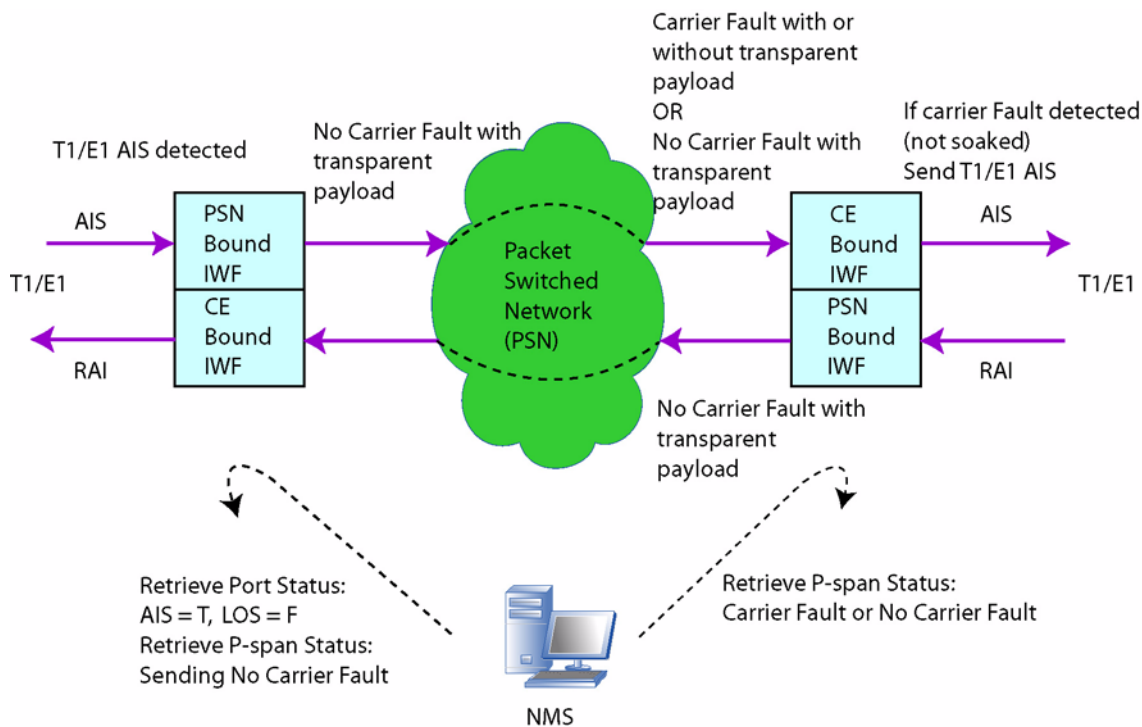 Carrier Fault with or
without transparent
payload
OR
No Carrier Fault with
transparent
payload
If carrier Fault detected
(not soaked)
Send T1/E1 AIS
No Carrier Fault with
transparent
payload
T1/E1 AIS detected
AIS
PSN
Bound
IWF
T1/E1
CE
Bound
IWF
RAI
Packet
Switched
Network
(PSN)
CE
Bound
IWF
AIS
T1/E1
PSN
Bound
IWF
RAI
No Carrier Fault with
transparent
payload
Retrieve Port Status:
AIS = T, LOS = F
Retrieve P-span Status:
Sending No Carrier Fault
Retrieve P-span Status:
Carrier Fault or No Carrier Fault
NMS